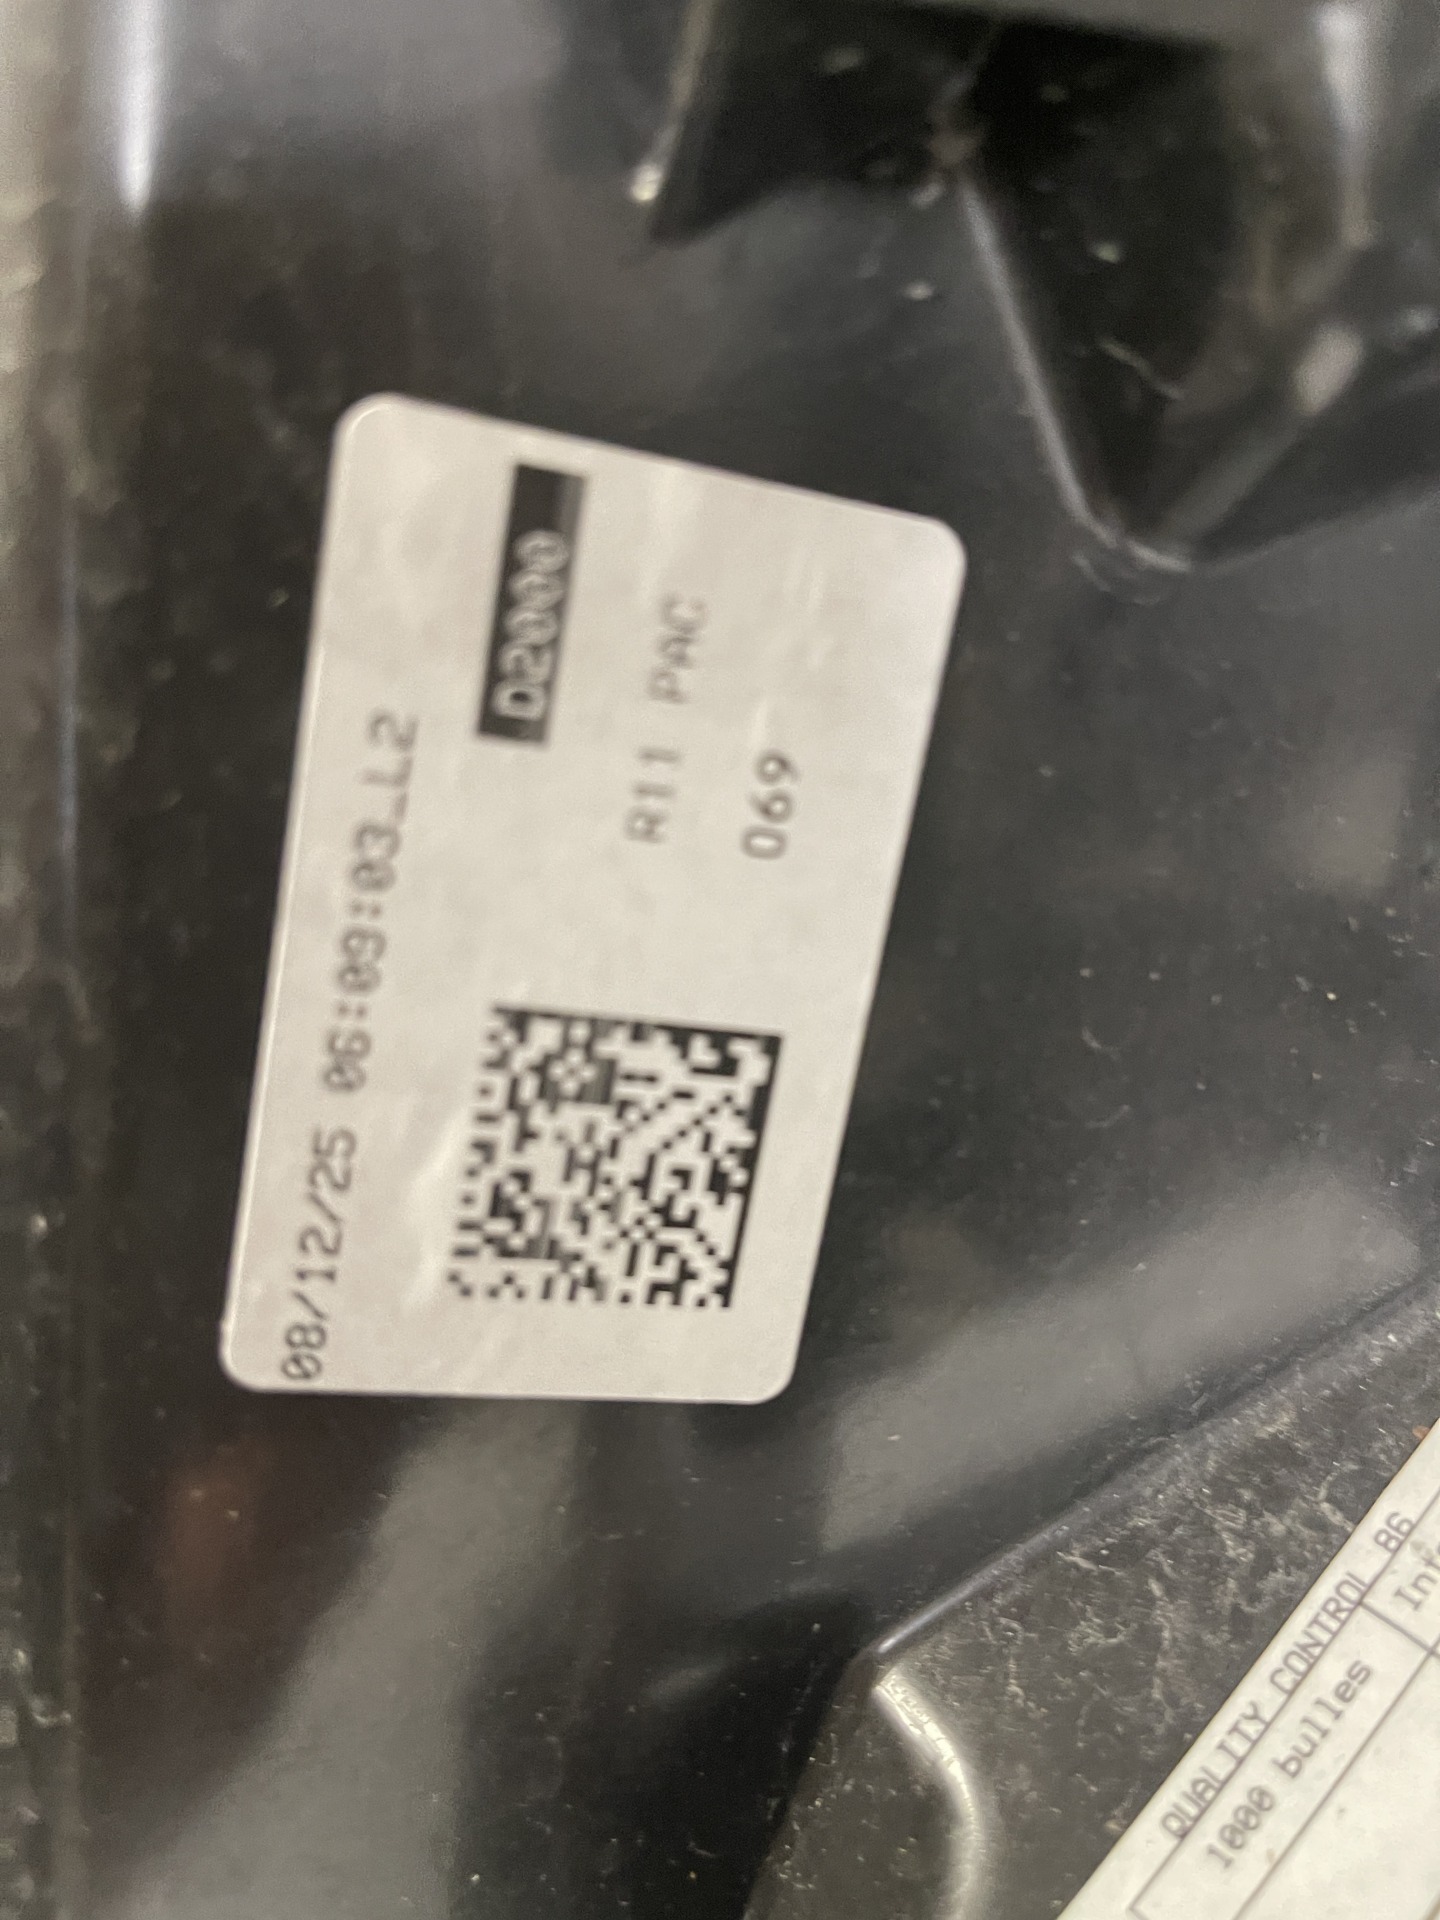 08/12/25 06:09:03_L2
D2000
R11 PAC
069
QUALITY CONTROL 86
1000 bulles